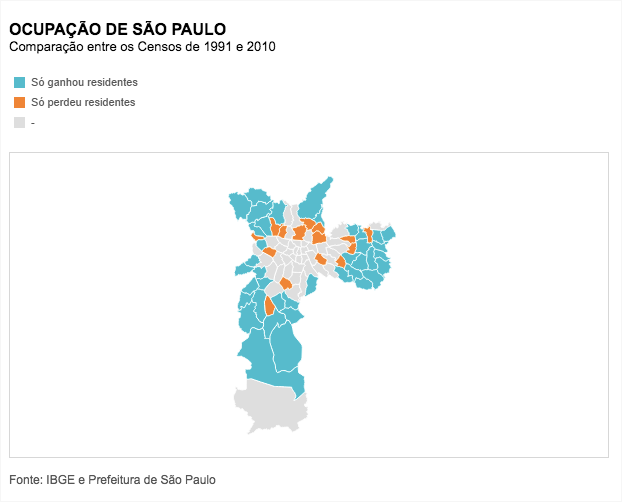 OCUPAÇÃO DE SÃO PAULO
Comparação entre os Censos de 1991 e 2010
Só ganhou residentes
Só perdeu residentes
-
Fonte: IBGE e Prefeitura de São Paulo